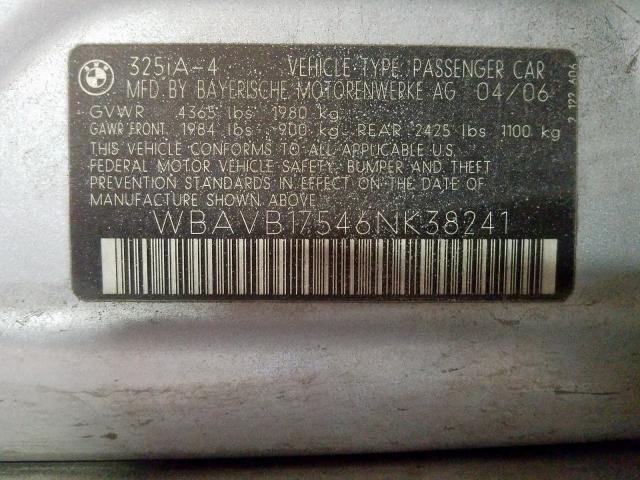 BMW
325iA-4 VEHICLE TYPE: PASSENGER CAR
MFD BY BAYERISCHE MOTORENWERKE AG 04/06
GVWR 4365 lbs 1980 kg
GAWR FRONT, 1984 lbs 900 kg, REAR 2425 lbs 1100 kg
THIS VEHICLE CONFORMS TO ALL APPLICABLE U.S.
FEDERAL MOTOR VEHICLE SAFETY, BUMPER AND THEFT
PREVENTION STANDARDS IN EFFECT ON THE DATE OF
MANUFACTURE SHOWN ABOVE.
WBAVB17546NK38241